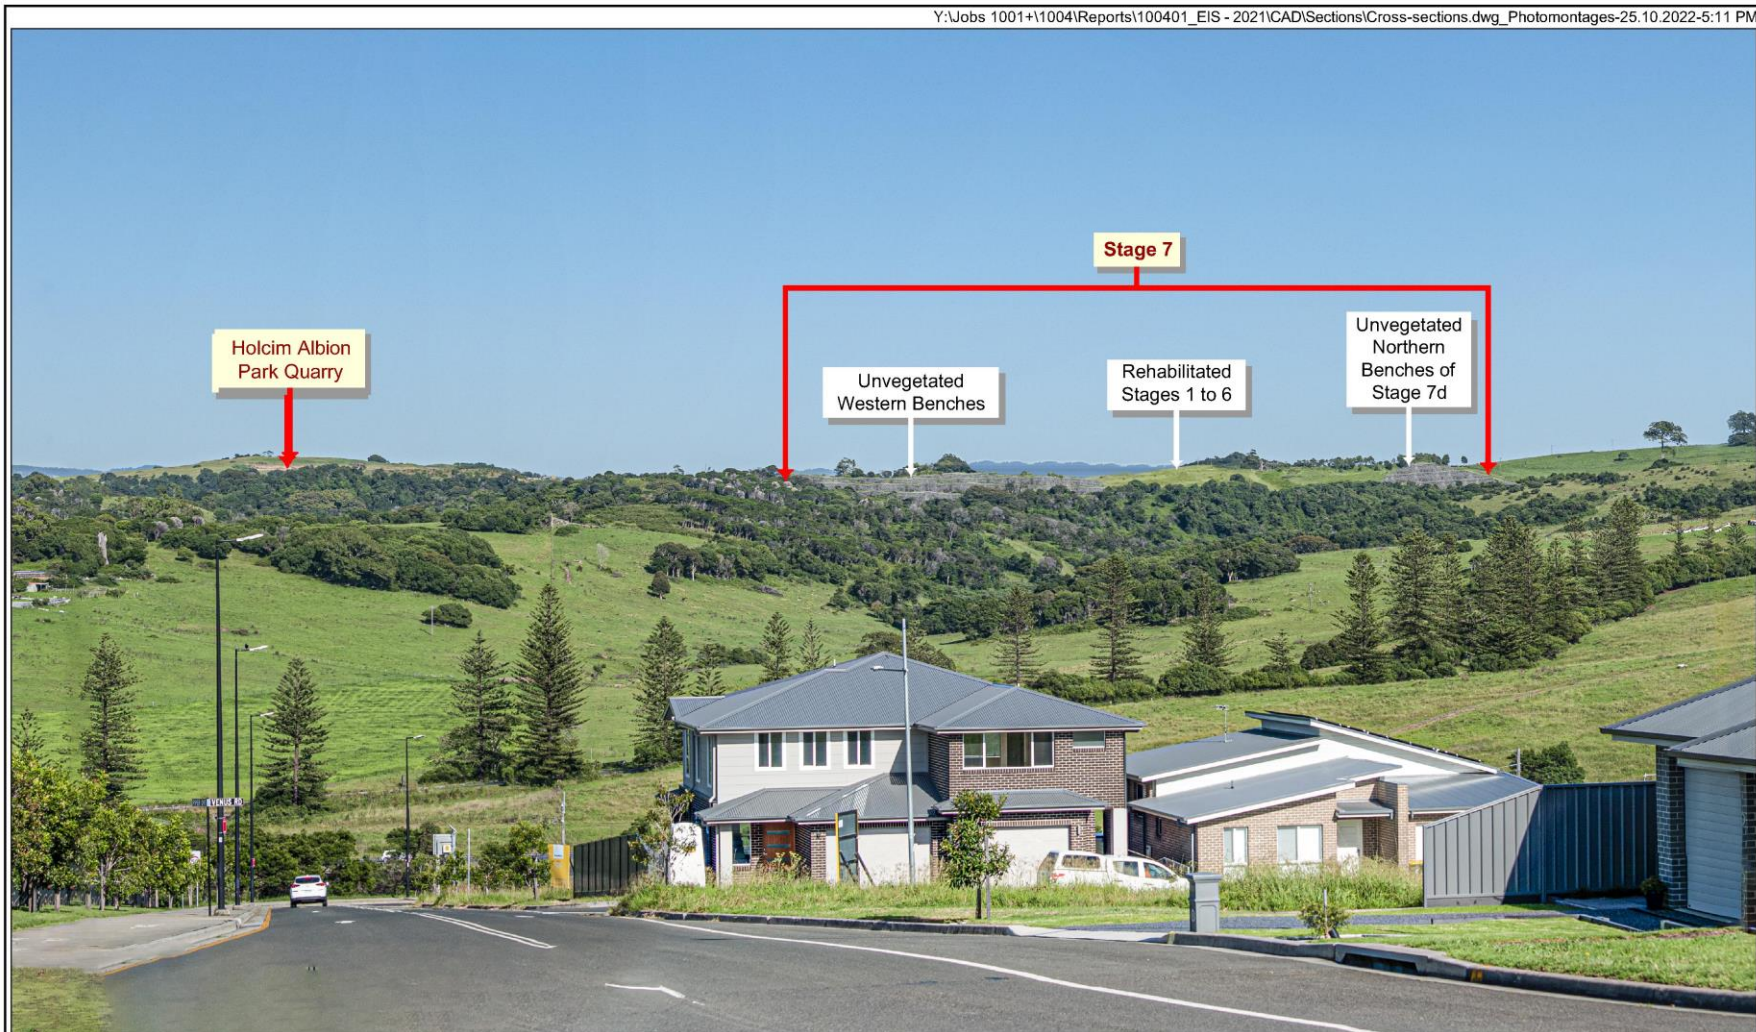 Y:\Jobs 1001+\1004\Reports\100401_EIS - 2021\CAD\Sections\Cross-sections.dwg_Photomontages-25.10.2022-5:11 PM
Stage 7
Holcim Albion
Park Quarry
Unvegetated
Western Benches
Rehabilitated
Stages 1 to 6
Unvegetated
Northern
Benches of
Stage 7d
VENUS RD